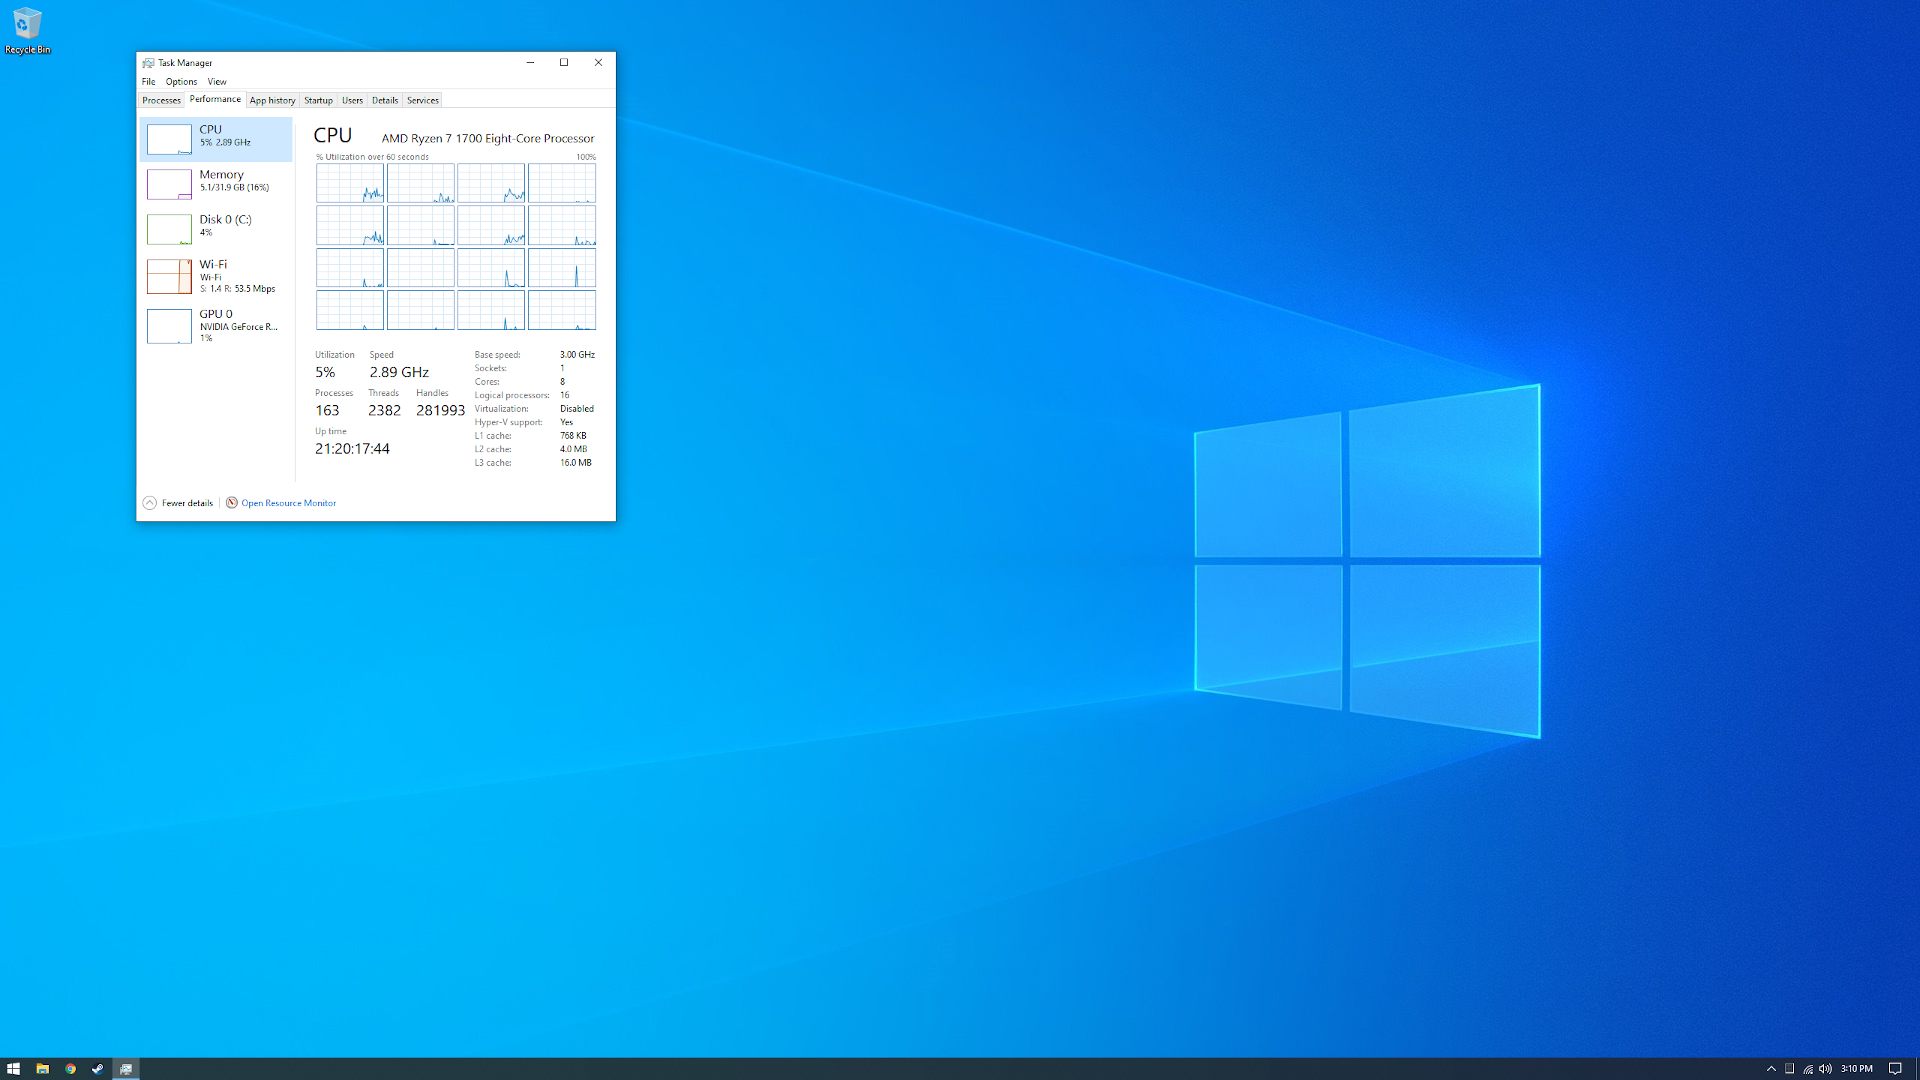 Recycle Bin
Task Manager
File Options View
Processes Performance App history Startup Users Details Services
CPU
5% 2.89 GHz
Memory
5.1/31.9 GB (16%)
Disk 0 (C:)
4%
Wi-Fi
Wi-Fi
S: 1.4 R: 53.5 Mbps
GPU 0
NVIDIA GeForce R...
1%
CPU AMD Ryzen 7 1700 Eight-Core Processor
% Utilization over 60 seconds 100%
Utilization Speed
5% 2.89 GHz
Processes Threads Handles
163 2382 281993
Up time
21:20:17:44
Base speed: 3.00 GHz
Sockets: 1
Cores: 8
Logical processors: 16
Virtualization: Disabled
Hyper-V support: Yes
L1 cache: 768 KB
L2 cache: 4.0 MB
L3 cache: 16.0 MB
Fewer details Open Resource Monitor
3:10 PM